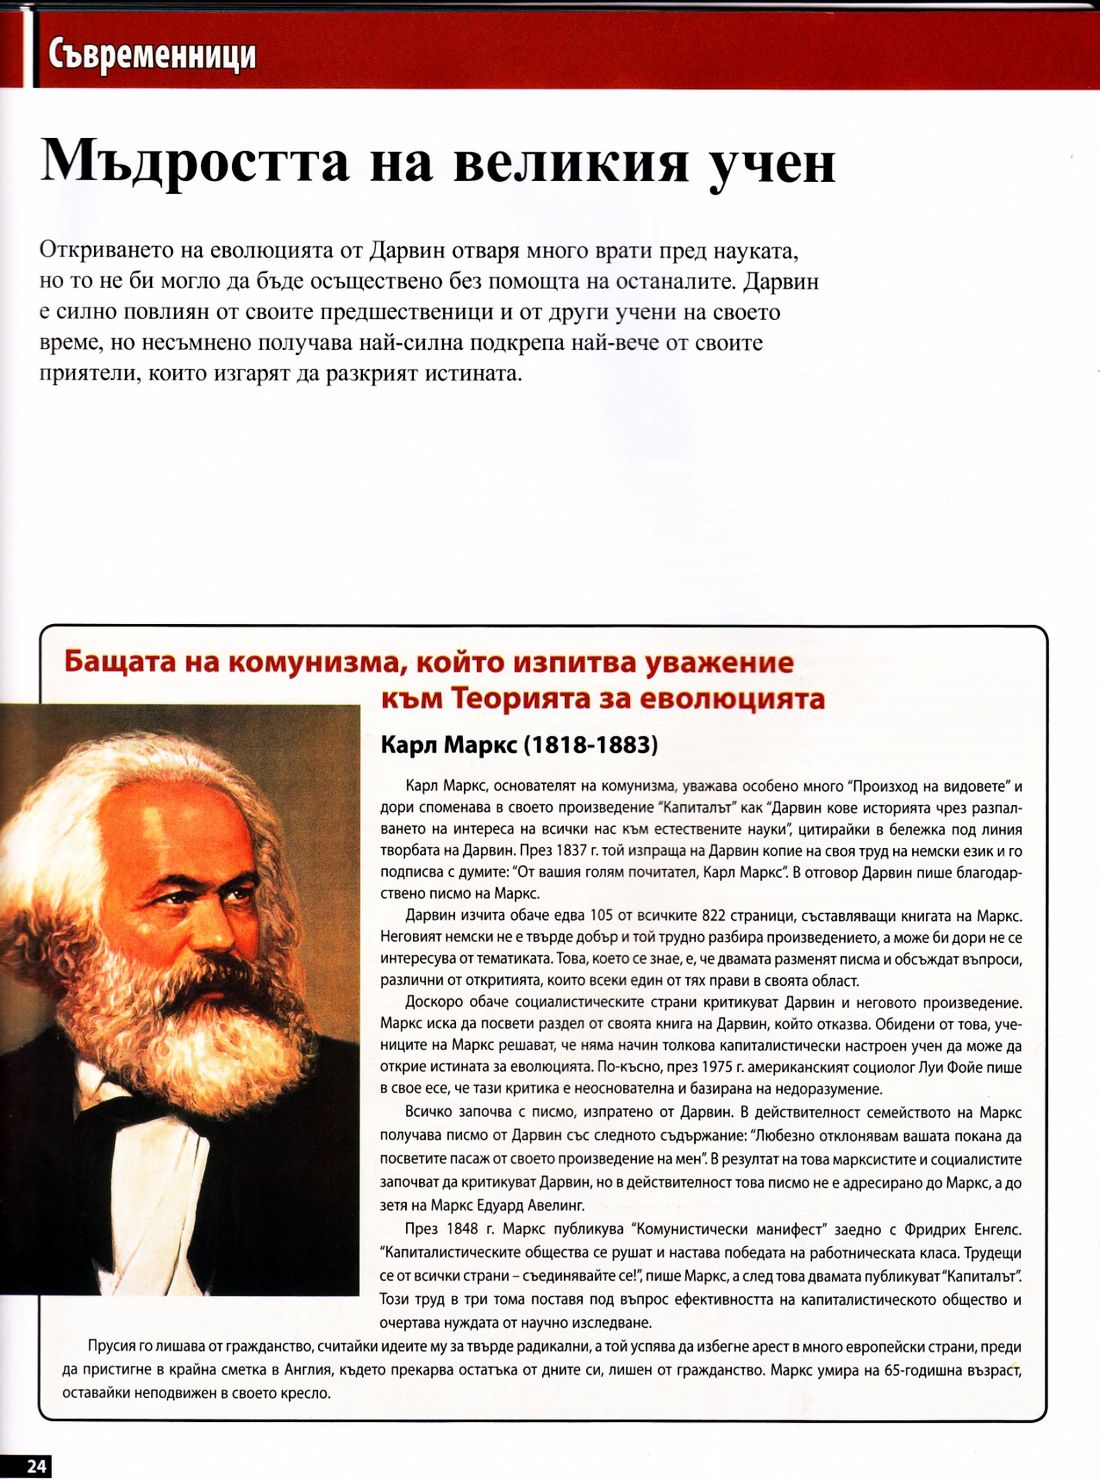 Съвременници
Мъдростта на великия учен
Откриването на еволюцията от Дарвин отваря много врати пред науката,
но то не би могло да бъде осъществено без помощта на останалите. Дарвин
е силно повлиян от своите предшественици и от други учени на своето
време, но несъмнено получава най-силна подкрепа най-вече от своите
приятели, които изгарят да разкрият истината.
Бащата на комунизма, който изпитва уважение
към Теорията за еволюцията
Карл Маркс (1818-1883)
Карл Маркс, основателят на комунизма, уважава особено много “Произход на видовете” и
дори споменава в своето произведение “Капиталът” как “Дарвин кове историята чрез разпал-
ването на интереса на всички нас към естествените науки”, цитирайки в бележка под линия
творбата на Дарвин. През 1837 г. той изпраща на Дарвин копие на своя труд на немски език и го
подписва с думите: “От вашия голям почитател, Карл Маркс”. В отговор Дарвин пише благодар-
ствено писмо на Маркс.
Дарвин изчита обаче едва 105 от всичките 822 страници, съставляващи книгата на Маркс.
Неговият немски не е твърде добър и той трудно разбира произведението, а може би дори не се
интересува от тематиката. Това, което се знае, е, че двамата разменят писма и обсъждат въпроси,
различни от откритията, които всеки един от тях прави в своята област.
Доскоро обаче социалистическите страни критикуват Дарвин и неговото произведение.
Маркс иска да посвети раздел от своята книга на Дарвин, който отказва. Обидени от това, уче-
ниците на Маркс решават, че няма начин толкова капиталистически настроен учен да може да
открие истината за еволюцията. По-късно, през 1975 г. американският социолог Луи Фойе пише
в свое есе, че тази критика е неоснователна и базирана на недоразумение.
Всичко започва с писмо, изпратено от Дарвин. В действителност семейството на Маркс
получава писмо от Дарвин със следното съдържание: “Любезно отклонявам вашата покана да
посветите пасаж от своето произведение на мен”. В резултат на това марксистите и социалистите
започват да критикуват Дарвин, но в действителност това писмо не е адресирано до Маркс, а до
зетя на Маркс Едуард Авелинг.
През 1848 г. Маркс публикува “Комунистически манифест” заедно с Фридрих Енгелс.
“Капиталистическите общества се рушат и настава победата на работническата класа. Трудещи
се от всички страни – съединявайте се!”, пише Маркс, а след това двамата публикуват “Капиталът”.
Този труд в три тома поставя под въпрос ефективността на капиталистическото общество и
очертава нуждата от научно изследване.
Прусия го лишава от гражданство, считайки идеите му за твърде радикални, а той успява да избегне арест в много европейски страни, преди
да пристигне в крайна сметка в Англия, където прекарва остатъка от дните си, лишен от гражданство. Маркс умира на 65-годишна възраст,
оставайки неподвижен в своето кресло.
24